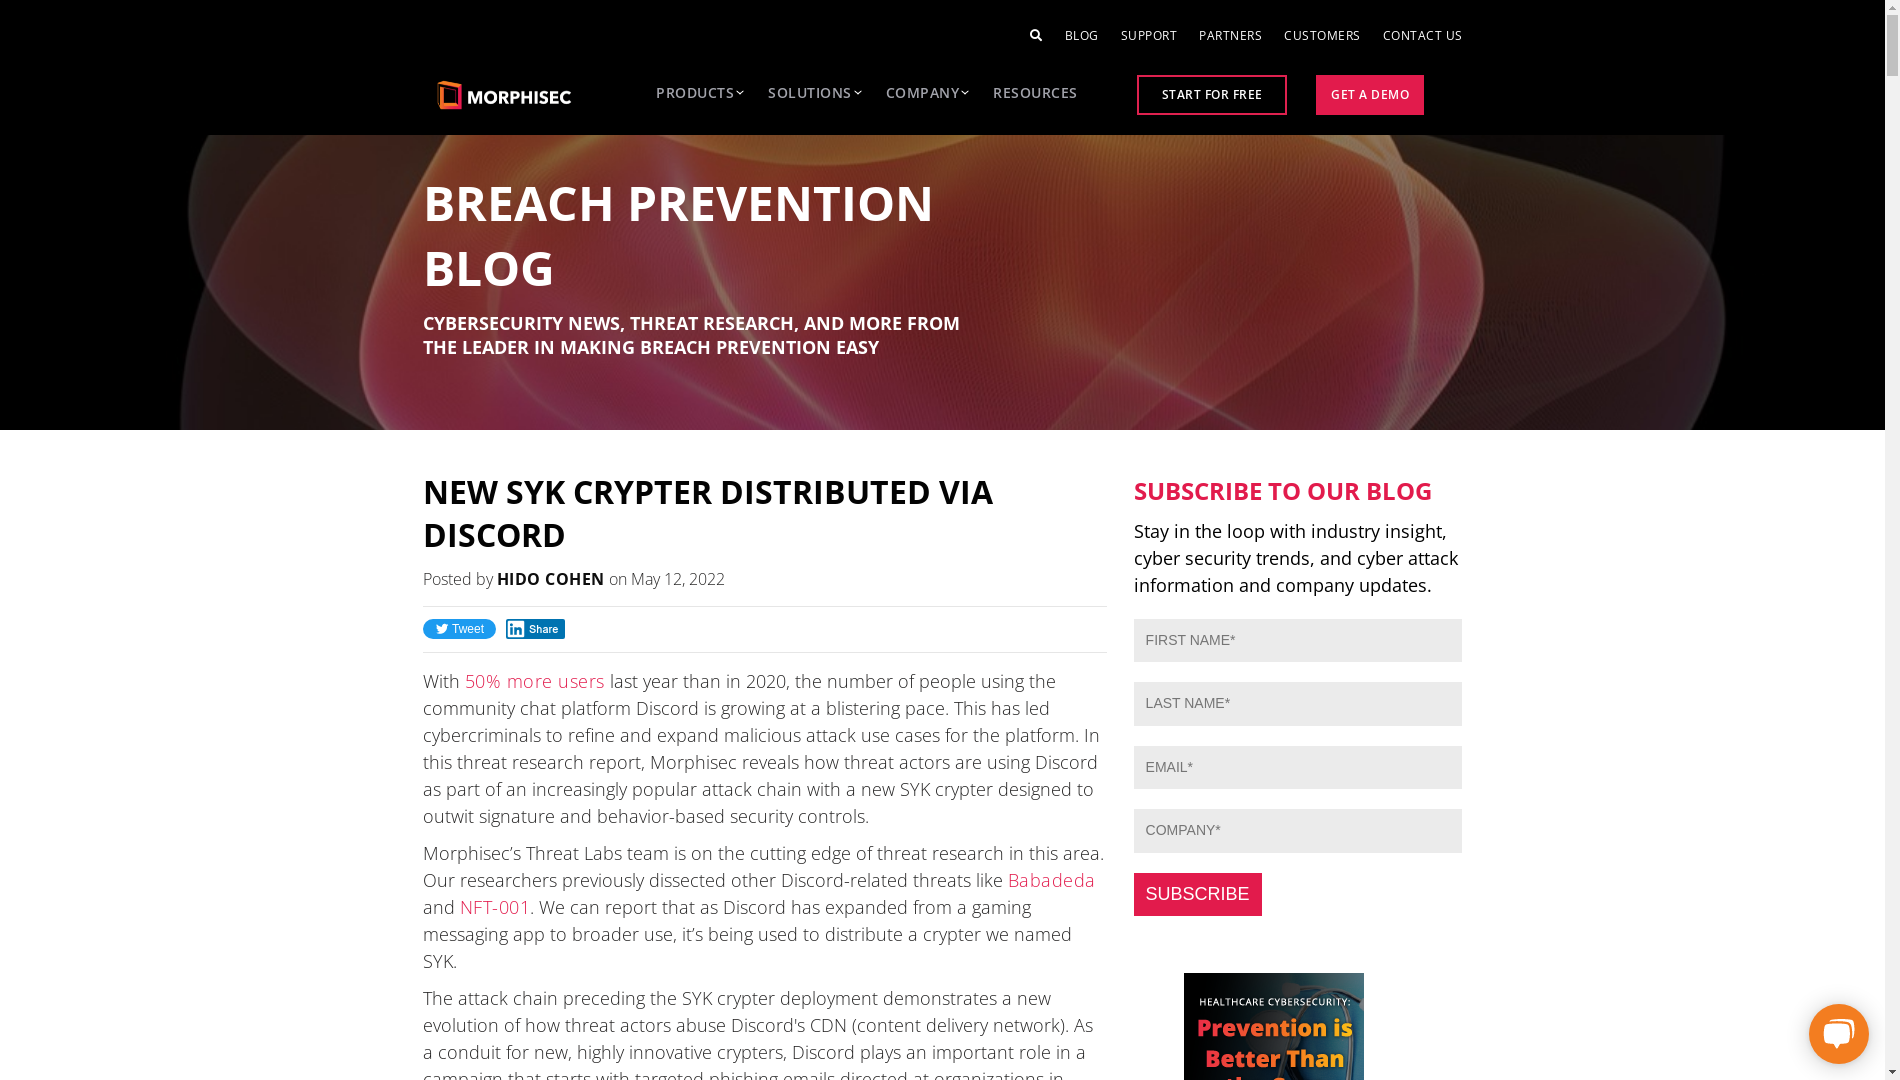 BLOG SUPPORT PARTNERS CUSTOMERS CONTACT US
MORPHISEC PRODUCTS SOLUTIONS COMPANY RESOURCES START FOR FREE GET A DEMO
BREACH PREVENTION
BLOG
CYBERSECURITY NEWS, THREAT RESEARCH, AND MORE FROM
THE LEADER IN MAKING BREACH PREVENTION EASY
NEW SYK CRYPTER DISTRIBUTED VIA
DISCORD
Posted by HIDO COHEN on May 12, 2022
Tweet Share
With 50% more users last year than in 2020, the number of people using the
community chat platform Discord is growing at a blistering pace. This has led
cybercriminals to refine and expand malicious attack use cases for the platform. In
this threat research report, Morphisec reveals how threat actors are using Discord
as part of an increasingly popular attack chain with a new SYK crypter designed to
outwit signature and behavior-based security controls.
Morphisec’s Threat Labs team is on the cutting edge of threat research in this area.
Our researchers previously dissected other Discord-related threats like Babadeda
and NFT-001. We can report that as Discord has expanded from a gaming
messaging app to broader use, it’s being used to distribute a crypter we named
SYK.
The attack chain preceding the SYK crypter deployment demonstrates a new
evolution of how threat actors abuse Discord's CDN (content delivery network). As
a conduit for new, highly innovative crypters, Discord plays an important role in a
campaign that starts with targeted phishing emails directed at organizations in
SUBSCRIBE TO OUR BLOG
Stay in the loop with industry insight,
cyber security trends, and cyber attack
information and company updates.
FIRST NAME*
LAST NAME*
EMAIL*
COMPANY*
SUBSCRIBE
HEALTHCARE CYBERSECURITY:
Prevention is
Better Than